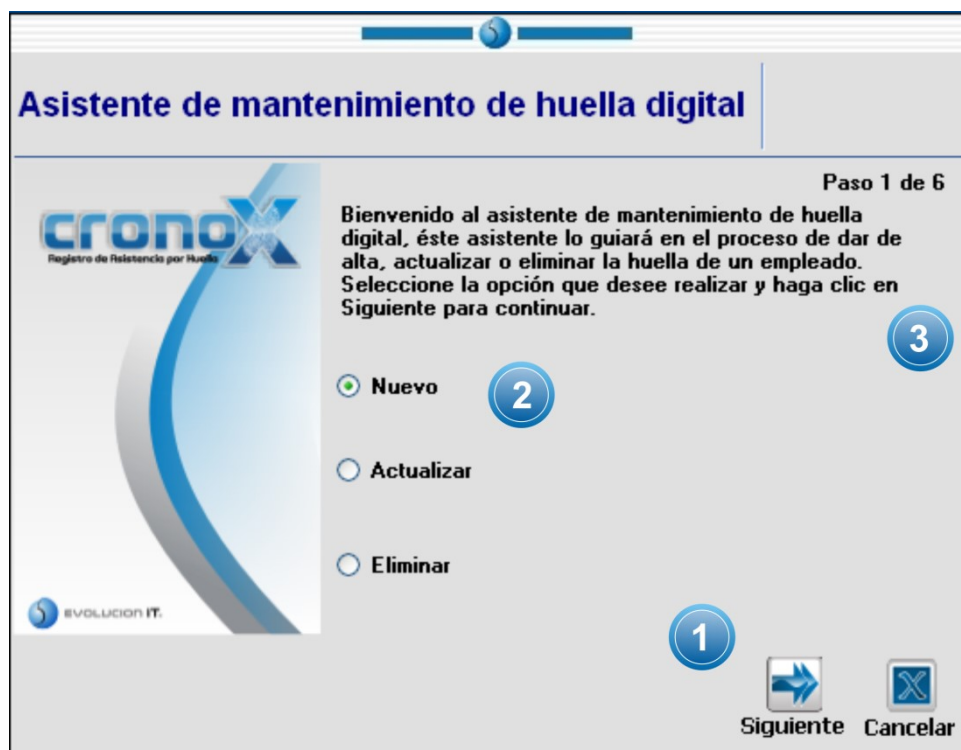 Asistente de mantenimiento de huella digital
Paso 1 de 6
cronoX
Registro de Asistencia por Huella
Bienvenido al asistente de mantenimiento de huella
digital, éste asistente lo guiará en el proceso de dar de
alta, actualizar o eliminar la huella de un empleado.
Seleccione la opción que desee realizar y haga clic en
Siguiente para continuar.
3
Nuevo
2
Actualizar
Eliminar
EVOLUCION IT.
1
Siguiente
Cancelar